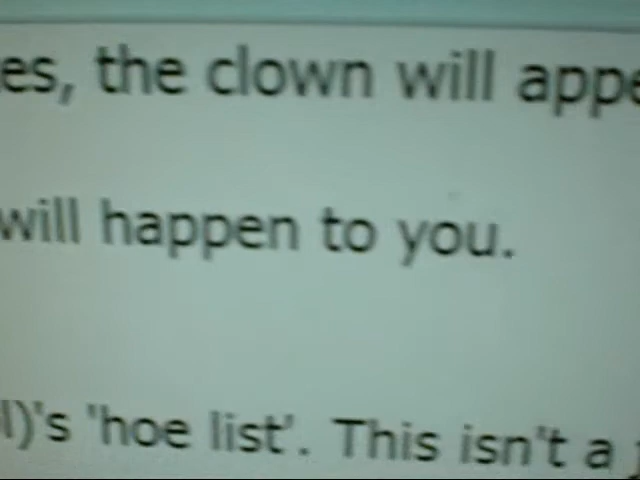 es, the clown will appe
will happen to you.
l)'s 'hoe list'. This isn't a j